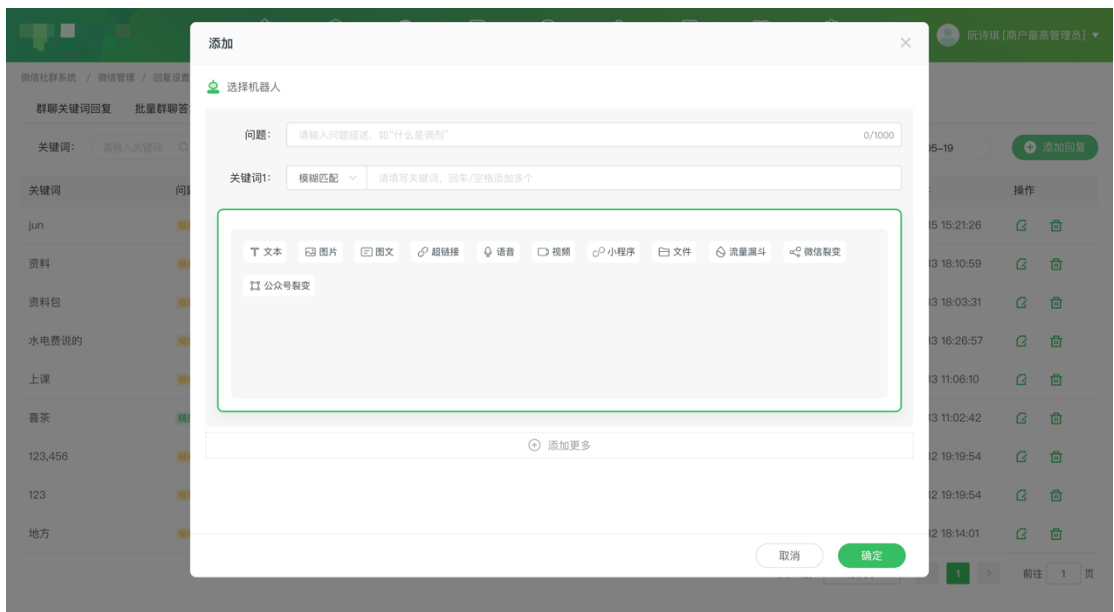 添加
阮诗琪 [商户最高管理员]
微信社群系统 / 微信管理 / 回复设置
选择机器人
群聊关键词回复 批量群聊答
问题： 请输入问题描述，如"什么是调剂" 0/1000
关键词： 请输入关键词 05-19 添加回复
关键词1： 模糊匹配 请填写关键词，回车/空格添加多个
关键词 操作
jun 15:21:26
文本 图片 图文 超链接 语音 视频 小程序 文件 流量漏斗 微信裂变
资料 18:10:59
公众号裂变
资料包 18:03:31
水电费说的 16:26:57
上课 11:06:10
喜茶 11:02:42
添加更多
123,456 19:19:54
123 19:19:54
地方 18:14:01
取消 确定
1 前往 1 页